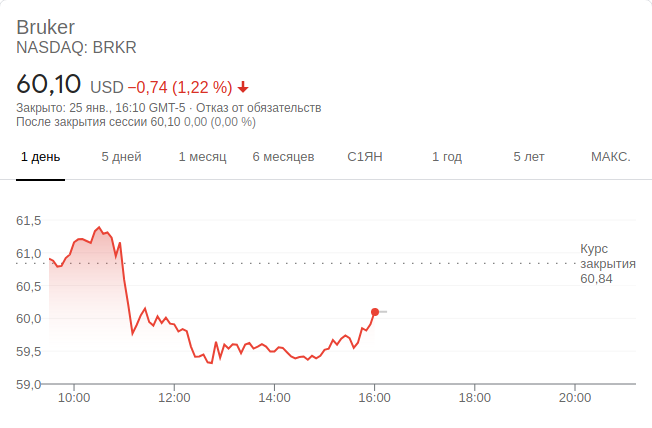 Bruker
NASDAQ: BRKR
60,10 USD −0,74 (1,22 %)
Закрыто: 25 янв., 16:10 GMT-5 · Отказ от обязательств
После закрытия сессии 60,10 0,00 (0,00 %)
1 день 5 дней 1 месяц 6 месяцев С1ЯН 1 год 5 лет МАКС.
61,5
61,0
60,5
60,0
59,5
59,0
Курс
закрытия
60,84
10:00 12:00 14:00 16:00 18:00 20:00